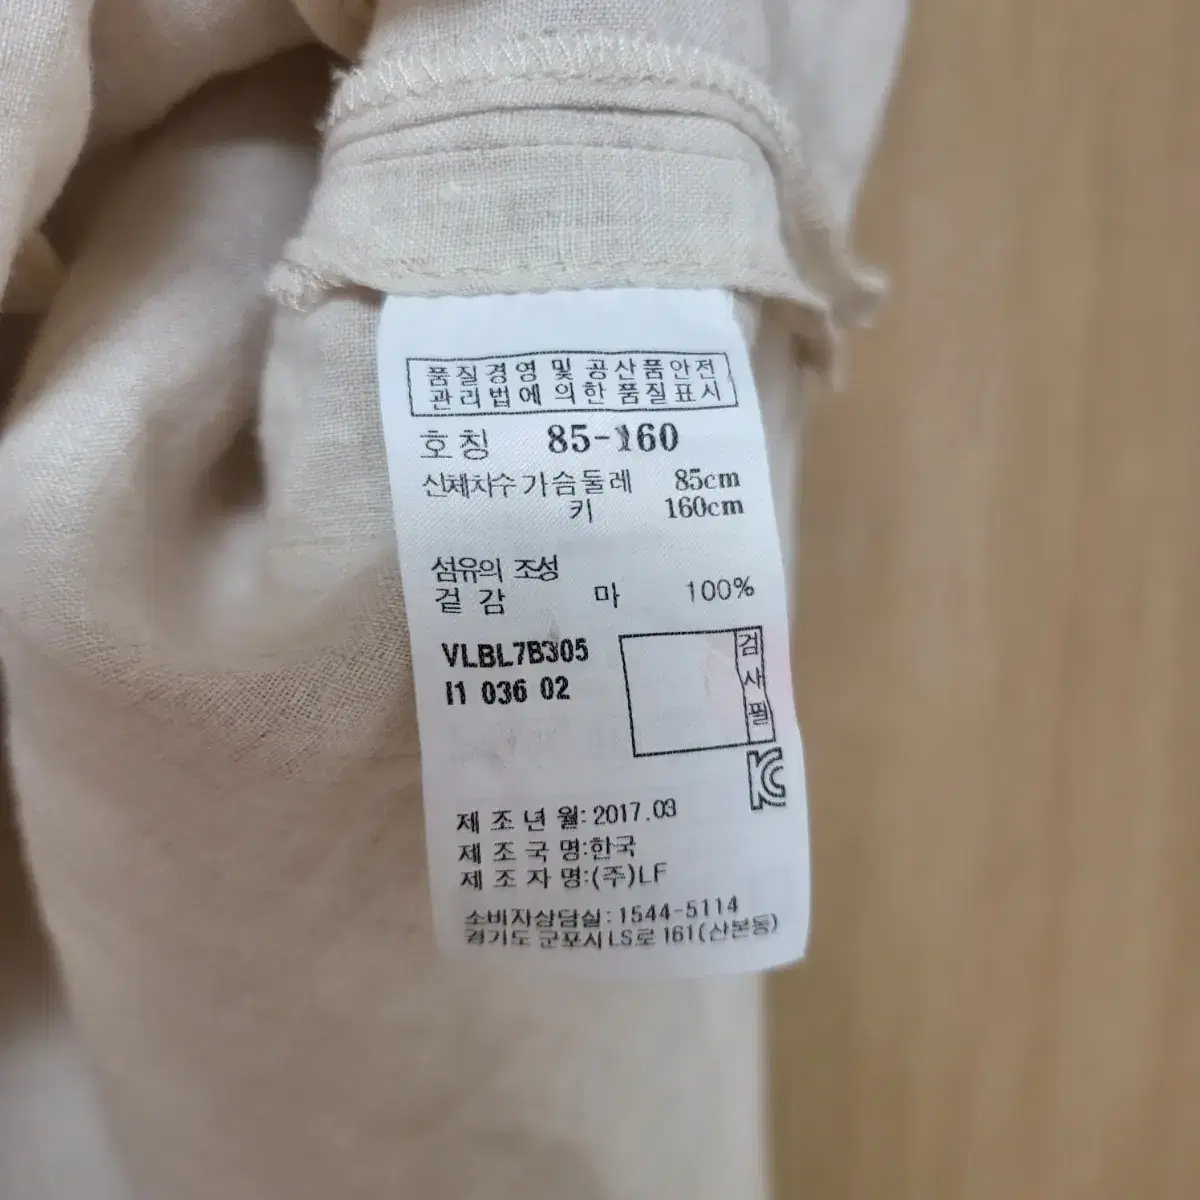 품질경영 및 공산품안전
관리법에 의한 품질표시
호칭 85-160
신체치수 가슴둘레 85cm
키 160cm
섬유의 조성
겉감 마 100%
VLBL7B305
I1 036 02
검사필
제조년월:2017.03
제조국명:한국
제조자명:(주)LF
소비자상담실:1544-5114
경기도 군포시 LS로 161(산본동)